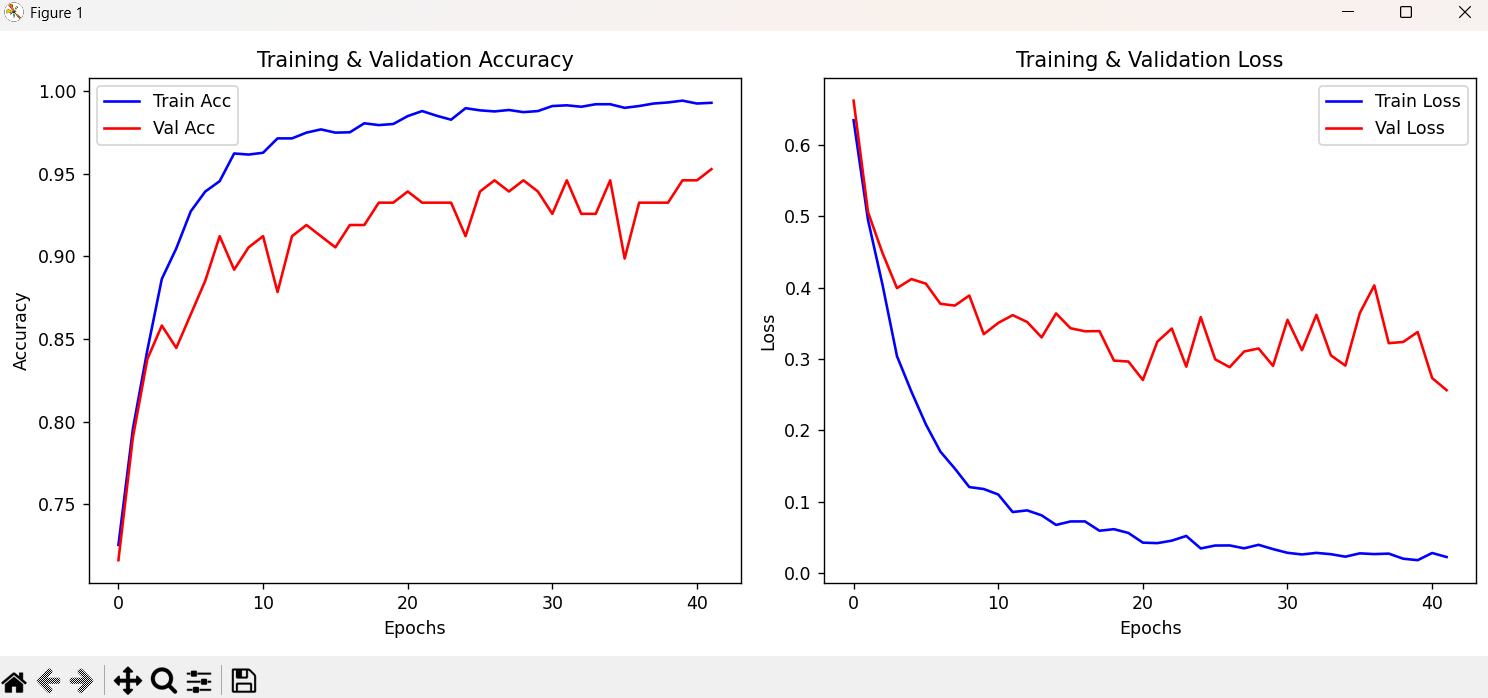 Figure 1
Training & Validation Accuracy
1.00
0.95
0.90
0.85
0.80
0.75
Accuracy
Train Acc
Val Acc
0
10
20
30
40
Epochs
Training & Validation Loss
0.6
0.5
0.4
0.3
0.2
0.1
0.0
Loss
Train Loss
Val Loss
0
10
20
30
40
Epochs